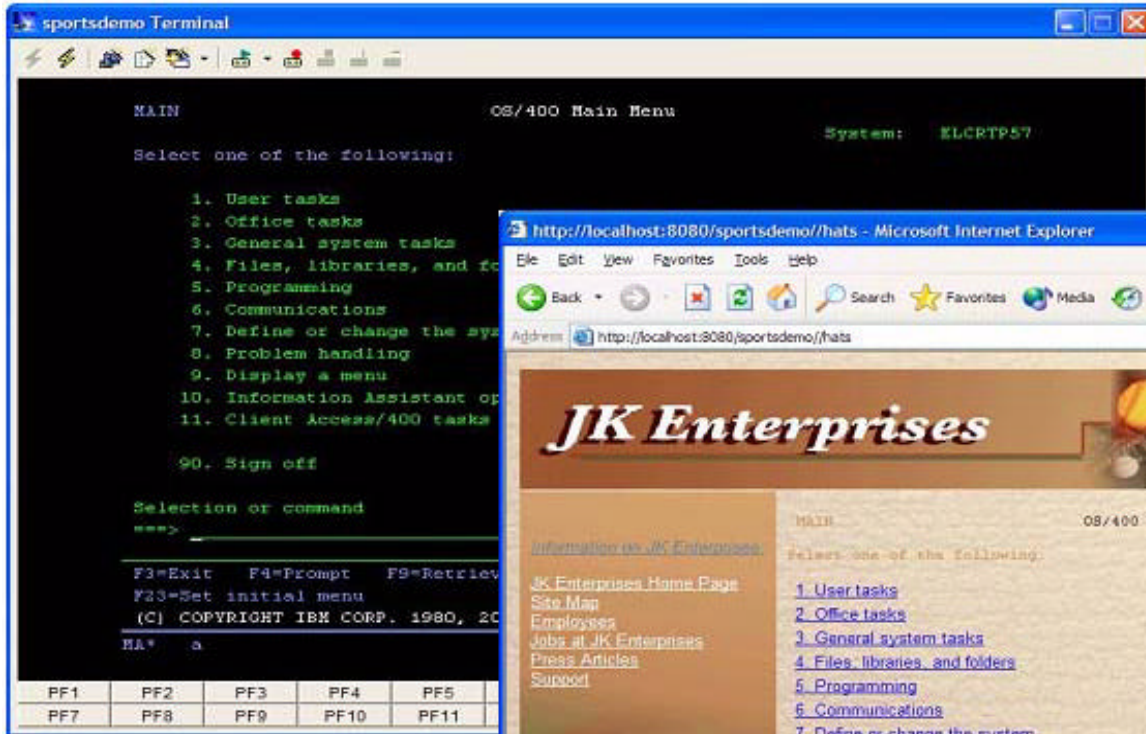 sportsdemo Terminal
MAIN OS/400 Main Menu
System: ELCRTP57
Select one of the following:
1. User tasks
2. Office tasks
3. General system tasks
4. Files, libraries, and fo
5. Programming
6. Communications
7. Define or change the sys
8. Problem handling
9. Display a menu
10. Information Assistant op
11. Client Access/400 tasks
90. Sign off
Selection or command
===>
F3=Exit F4=Prompt F9=Retriev
F23=Set initial menu
(C) COPYRIGHT IBM CORP. 1980, 20
MA* a
PF1 PF2 PF3 PF4 PF5
PF7 PF8 PF9 PF10 PF11
http://localhost:8080/sportsdemo//hats - Microsoft Internet Explorer
File Edit View Favorites Tools Help
Back Search Favorites Media
Address http://localhost:8080/sportsdemo//hats
JK Enterprises
Information on JK Enterprises:
JK Enterprises Home Page
Site Map
Employees
Jobs at JK Enterprises
Press Articles
Support
MAIN OS/400
Select one of the following:
1. User tasks
2. Office tasks
3. General system tasks
4. Files, libraries, and folders
5. Programming
6. Communications
7. Define or change the system